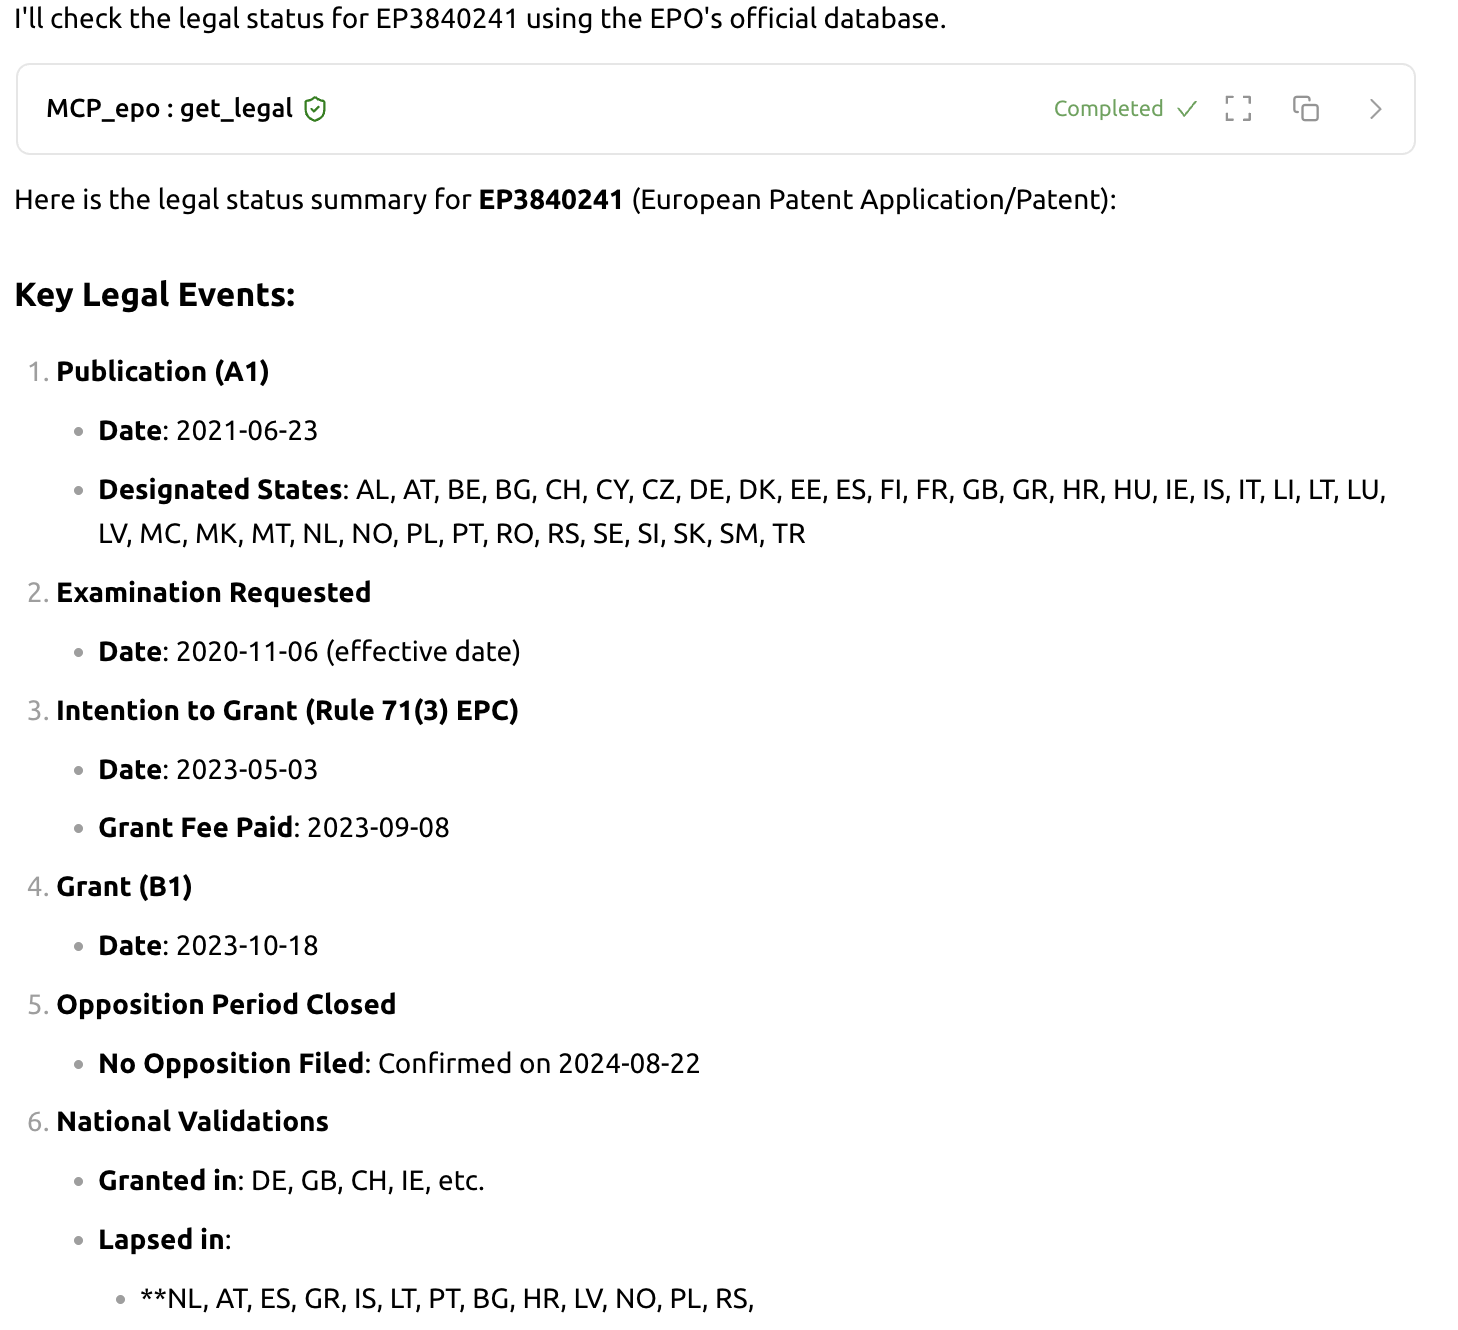 I'll check the legal status for EP3840241 using the EPO's official database.
MCP_epo : get_legal
Completed
Here is the legal status summary for EP3840241 (European Patent Application/Patent):
Key Legal Events:
1. Publication (A1)
• Date: 2021-06-23
• Designated States: AL, AT, BE, BG, CH, CY, CZ, DE, DK, EE, ES, FI, FR, GB, GR, HR, HU, IE, IS, IT, LI, LT, LU,
LV, MC, MK, MT, NL, NO, PL, PT, RO, RS, SE, SI, SK, SM, TR
2. Examination Requested
• Date: 2020-11-06 (effective date)
3. Intention to Grant (Rule 71(3) EPC)
• Date: 2023-05-03
• Grant Fee Paid: 2023-09-08
4. Grant (B1)
• Date: 2023-10-18
5. Opposition Period Closed
• No Opposition Filed: Confirmed on 2024-08-22
6. National Validations
• Granted in: DE, GB, CH, IE, etc.
• Lapsed in:
• **NL, AT, ES, GR, IS, LT, PT, BG, HR, LV, NO, PL, RS,